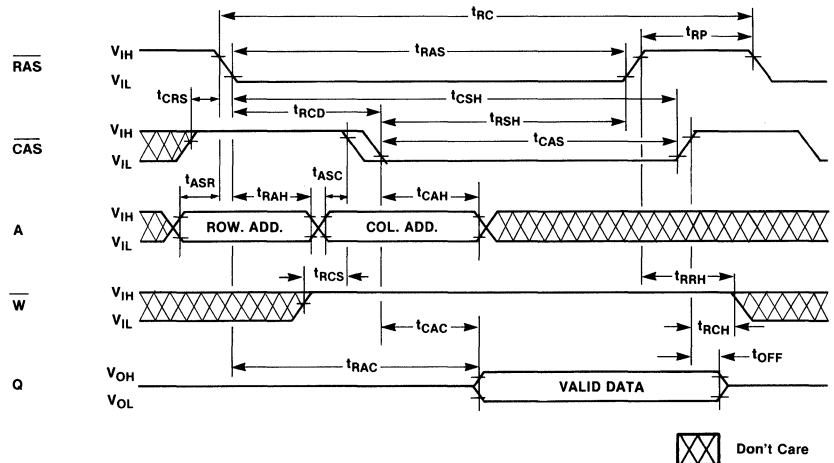 tRC
tRP
RAS
VIH
VIL
tRAS
tCRS
tCSH
tRCD
tRSH
CAS
VIH
VIL
tCAS
tASR
tRAH
tASC
tCAH
A
VIH
VIL
ROW. ADD.
COL. ADD.
tRCS
tRRH
W
VIH
VIL
tRCH
tCAC
tRAC
tOFF
Q
VOH
VOL
VALID DATA
Don't Care